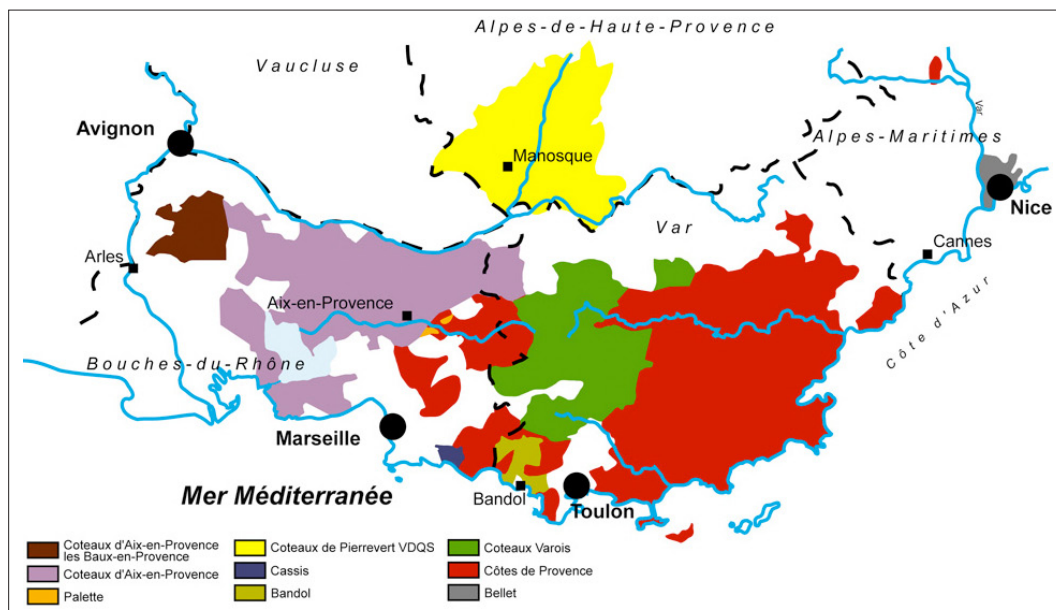 Alpes-de-Haute-Provence
Vaucluse
Avignon
Var
Alpes-Maritimes
Manosque
Nice
Var
Cannes
Arles
Aix-en-Provence
Côte d'Azur
Bouches-du-Rhône
Marseille
Mer Méditerranée
Bandol
Toulon
Coteaux d'Aix-en-Provence
les Baux-en-Provence
Coteaux d'Aix-en-Provence
Palette
Coteaux de Pierrevert VDQS
Cassis
Bandol
Coteaux Varois
Côtes de Provence
Bellet